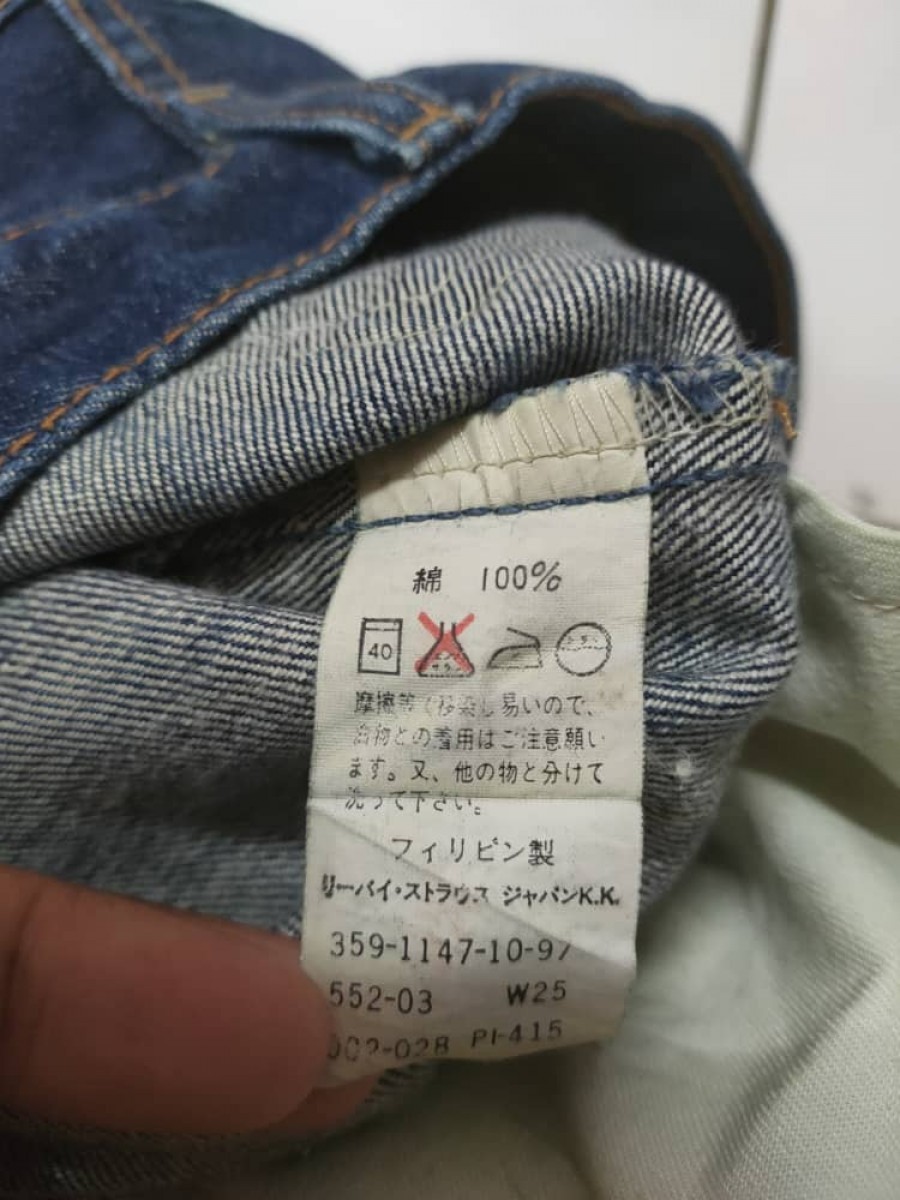 綿 100%
40
摩擦等で移染し易いので、
淡物との着用はご注意願い
ます。又、他の物と分けて
洗って下さい。
フィリピン製
リーバイ・ストラウス ジャパンK.K.
359-1147-10-97
552-03 W25
002-028 PI-415